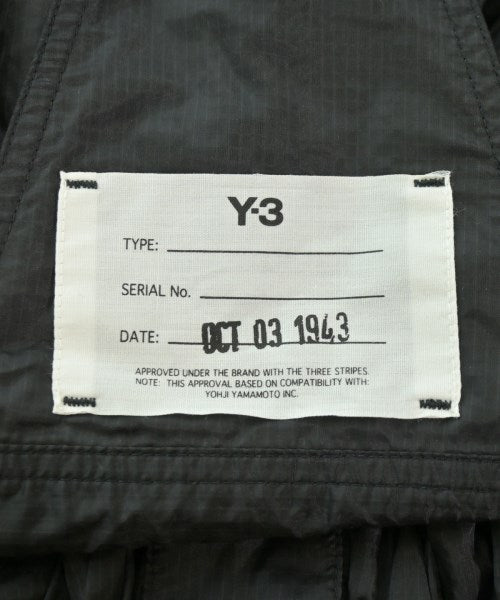 Y-3
TYPE:
SERIAL No.
DATE: OCT 03 1943
APPROVED UNDER THE BRAND WITH THE THREE STRIPES.
NOTE: THIS APPROVAL BASED ON COMPATIBILITY WITH:
YOHJI YAMAMOTO INC.